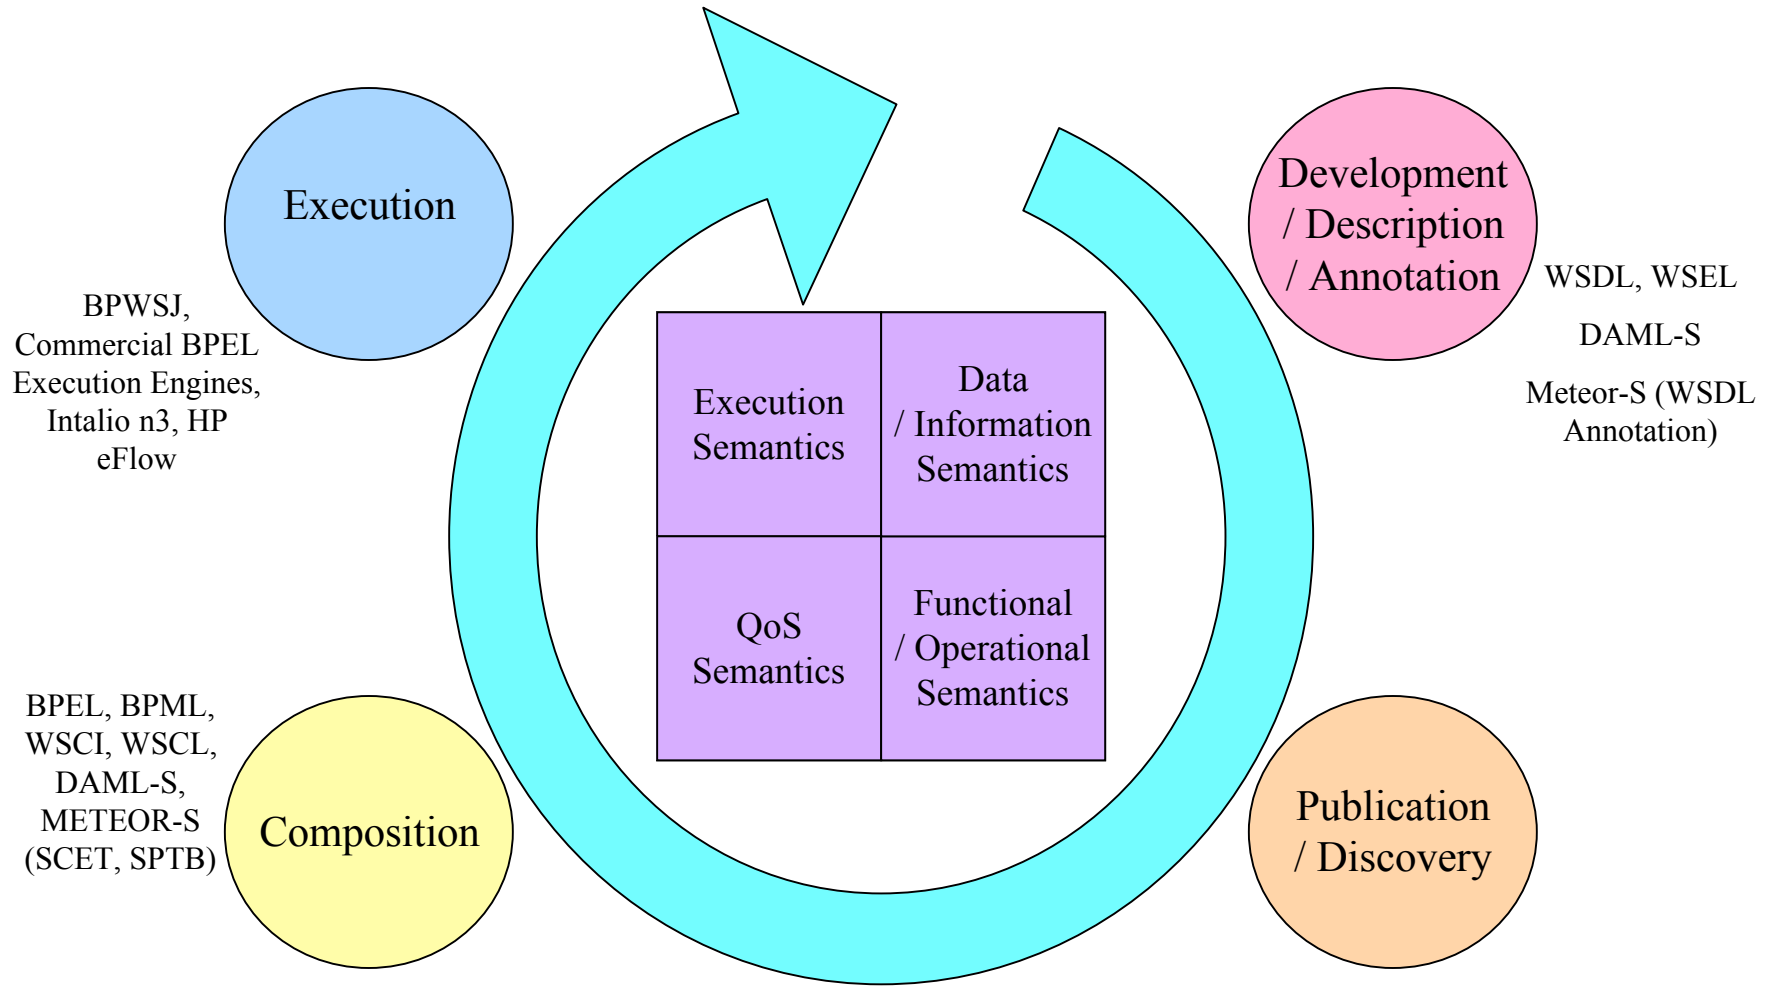 Execution
BPWSJ,
Commercial BPEL
Execution Engines,
Intalio n3, HP
eFlow
Development
/ Description
/ Annotation
WSDL, WSEL
DAML-S
Meteor-S (WSDL
Annotation)
Execution
Semantics
Data
/ Information
Semantics
QoS
Semantics
Functional
/ Operational
Semantics
BPEL, BPML,
WSCI, WSCL,
DAML-S,
METEOR-S
(SCET, SPTB)
Composition
Publication
/ Discovery